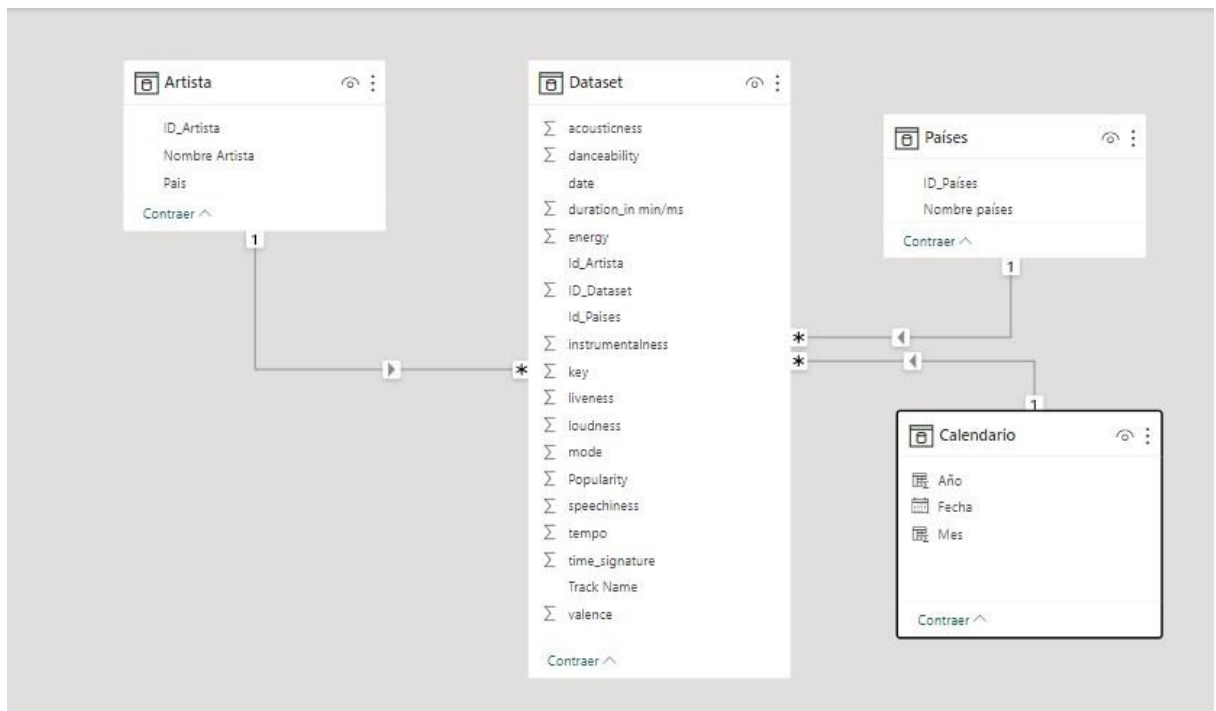 Artista
ID_Artista
Nombre Artista
Pais
Contraer
1
Dataset
acousticness
danceability
date
duration_in min/ms
energy
Id_Artista
ID_Dataset
Id_Paises
instrumentalness
key
liveness
loudness
mode
Popularity
speechiness
tempo
time_signature
Track Name
valence
Contraer
*
*
*
Países
ID_Países
Nombre países
Contraer
1
1
Calendario
Año
Fecha
Mes
Contraer